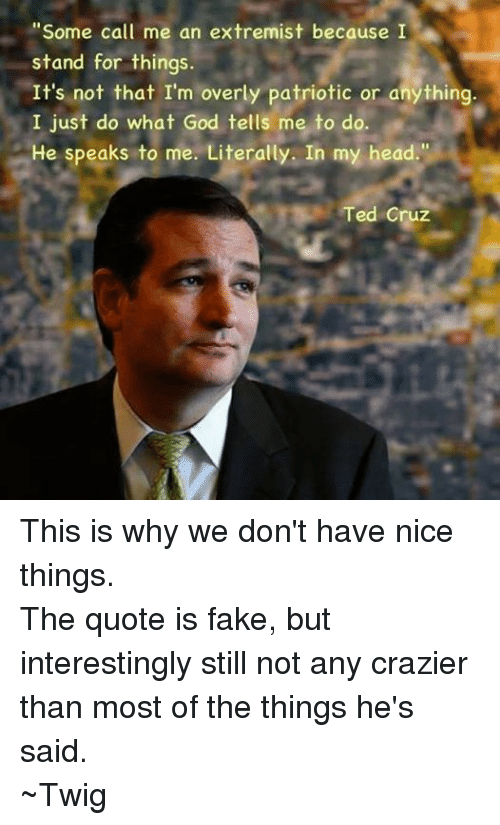 "Some call me an extremist because I
stand for things.
It's not that I'm overly patriotic or anything.
I just do what God tells me to do.
He speaks to me. Literally. In my head."
Ted Cruz
This is why we don't have nice
things.
The quote is fake, but
interestingly still not any crazier
than most of the things he's
said.
~Twig